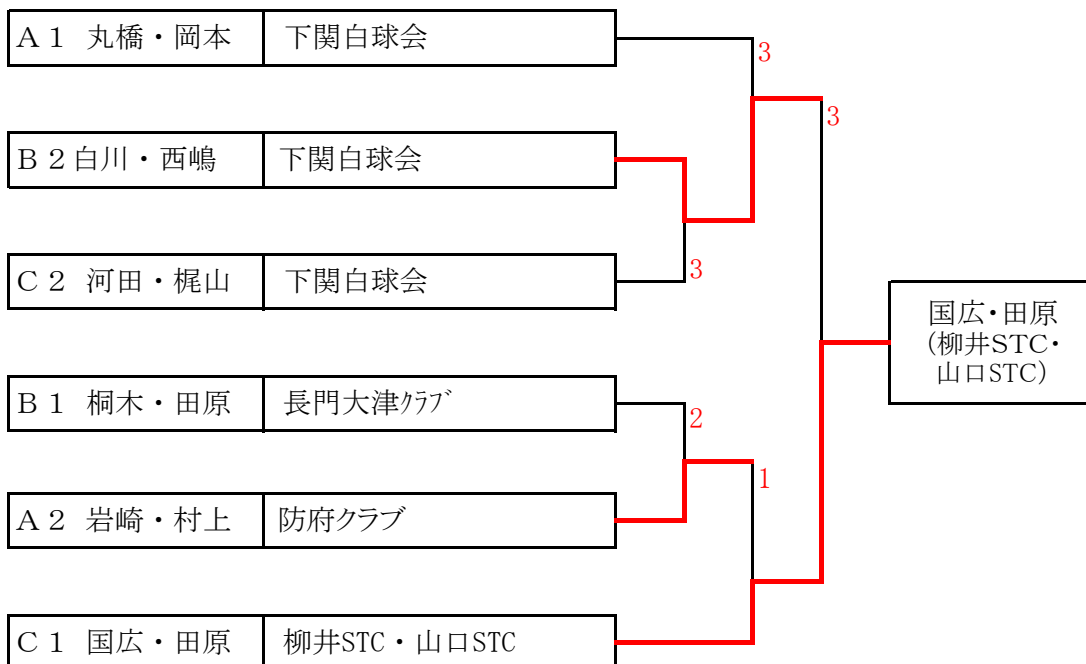 A1 丸橋・岡本 下関白球会
3
3
B2白川・西嶋 下関白球会
C2 河田・梶山 下関白球会
3
国広・田原
(柳井STC・
山口STC)
B1 桐木・田原 長門大津ｸﾗﾌﾞ
2
1
A2 岩崎・村上 防府クラブ
C1 国広・田原 柳井STC・山口STC